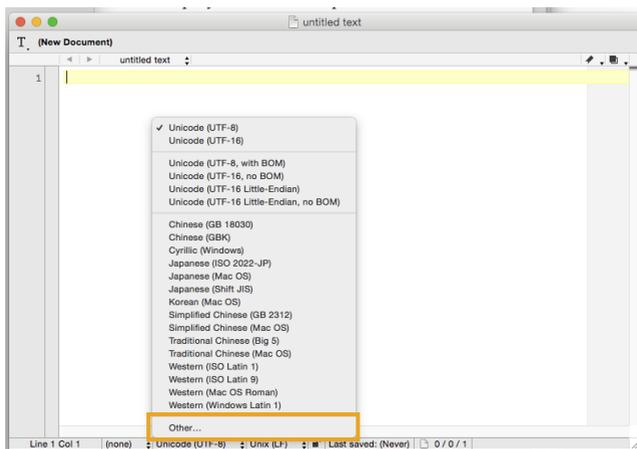 untitled text
(New Document)
untitled text
1
✓ Unicode (UTF-8)
Unicode (UTF-16)
Unicode (UTF-8, with BOM)
Unicode (UTF-16, no BOM)
Unicode (UTF-16 Little-Endian)
Unicode (UTF-16 Little-Endian, no BOM)
Chinese (GB 18030)
Chinese (GBK)
Cyrillic (Windows)
Japanese (ISO 2022-JP)
Japanese (Mac OS)
Japanese (Shift JIS)
Korean (Mac OS)
Simplified Chinese (GB 2312)
Simplified Chinese (Mac OS)
Traditional Chinese (Big 5)
Traditional Chinese (Mac OS)
Western (ISO Latin 1)
Western (ISO Latin 9)
Western (Mac OS Roman)
Western (Windows Latin 1)
Other...
Line 1 Col 1 (none) Unicode (UTF-8) Unix (LF) Last saved: (Never) 0 / 0 / 1